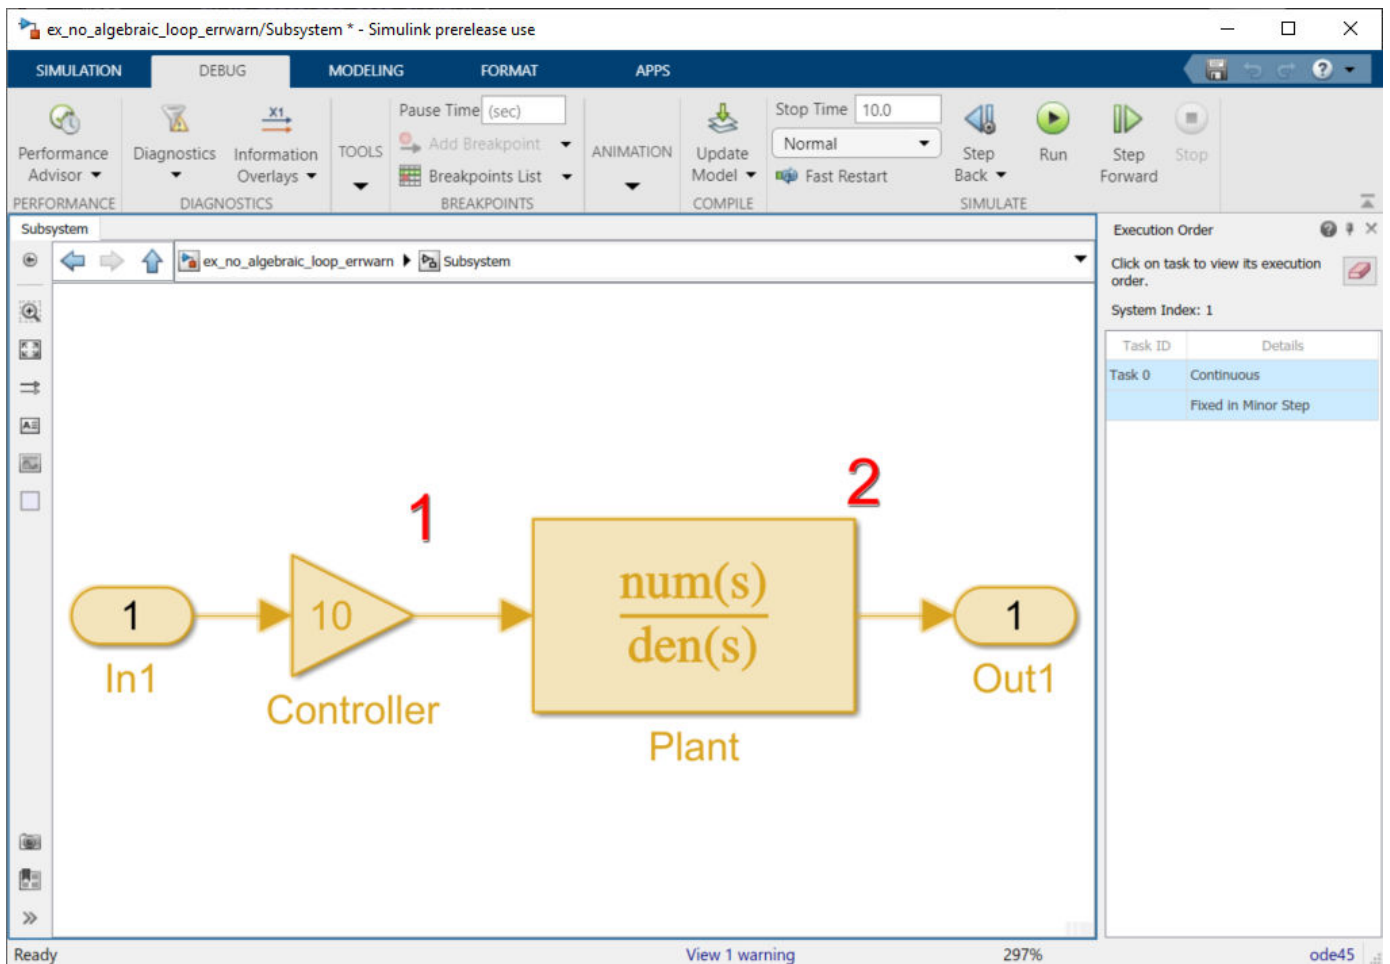 ex_no_algebraic_loop_errwarn/Subsystem * - Simulink prerelease use
SIMULATION DEBUG MODELING FORMAT APPS
Performance Advisor
PERFORMANCE
Diagnostics
Information Overlays
DIAGNOSTICS
TOOLS
Pause Time (sec)
Add Breakpoint
Breakpoints List
BREAKPOINTS
ANIMATION
Update Model
COMPILE
Stop Time 10.0
Normal
Fast Restart
Step Back
Run
Step Forward
Stop
SIMULATE
Subsystem
ex_no_algebraic_loop_errwarn Subsystem
1
2
1
In1
10
Controller
num(s)
den(s)
Plant
1
Out1
Execution Order
Click on task to view its execution
order.
System Index: 1
Task ID Details
Task 0 Continuous
Fixed in Minor Step
Ready View 1 warning 297% ode45